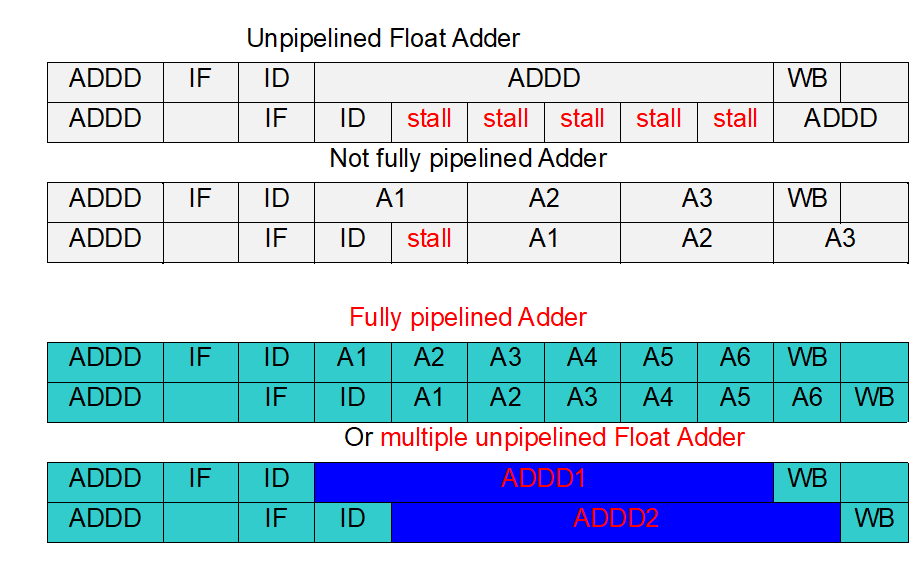 Unpipelined Float Adder
ADDD IF ID ADDD WB
ADDD IF ID stall stall stall stall stall ADDD
Not fully pipelined Adder
ADDD IF ID A1 A2 A3 WB
ADDD IF ID stall A1 A2 A3
Fully pipelined Adder
ADDD IF ID A1 A2 A3 A4 A5 A6 WB
ADDD IF ID A1 A2 A3 A4 A5 A6 WB
Or multiple unpipelined Float Adder
ADDD IF ID ADDD1 WB
ADDD IF ID ADDD2 WB